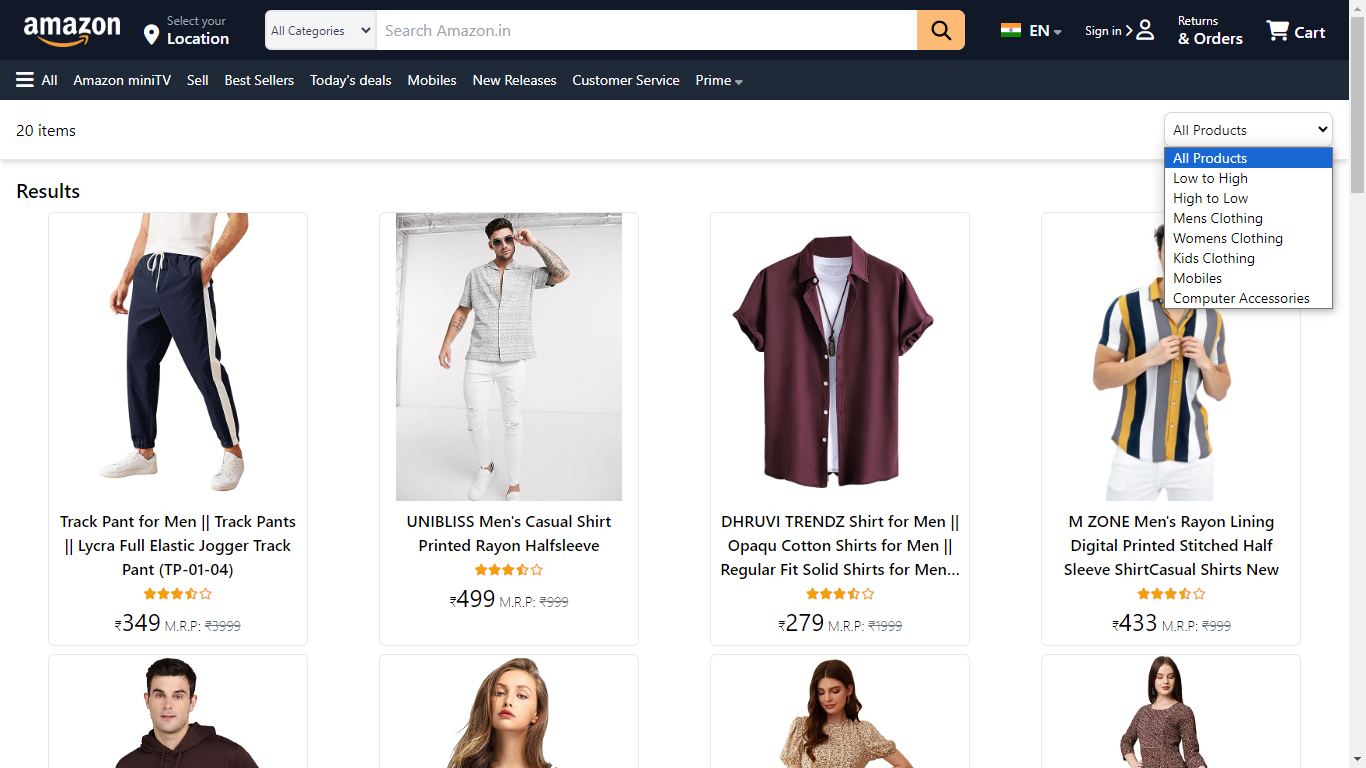 amazon
Select your
Location
All Categories
Search Amazon.in
EN
Sign in
Returns
& Orders
Cart
All
Amazon miniTV
Sell
Best Sellers
Today's deals
Mobiles
New Releases
Customer Service
Prime
20 items
All Products
All Products
Low to High
High to Low
Mens Clothing
Womens Clothing
Kids Clothing
Mobiles
Computer Accessories
Results
Track Pant for Men || Track Pants
|| Lycra Full Elastic Jogger Track
Pant (TP-01-04)
₹349 M.R.P: ₹3999
UNIBLISS Men's Casual Shirt
Printed Rayon Halfsleeve
₹499 M.R.P: ₹999
DHRUVI TRENDZ Shirt for Men ||
Opaqu Cotton Shirts for Men ||
Regular Fit Solid Shirts for Men...
₹279 M.R.P: ₹1999
M ZONE Men's Rayon Lining
Digital Printed Stitched Half
Sleeve ShirtCasual Shirts New
₹433 M.R.P: ₹999